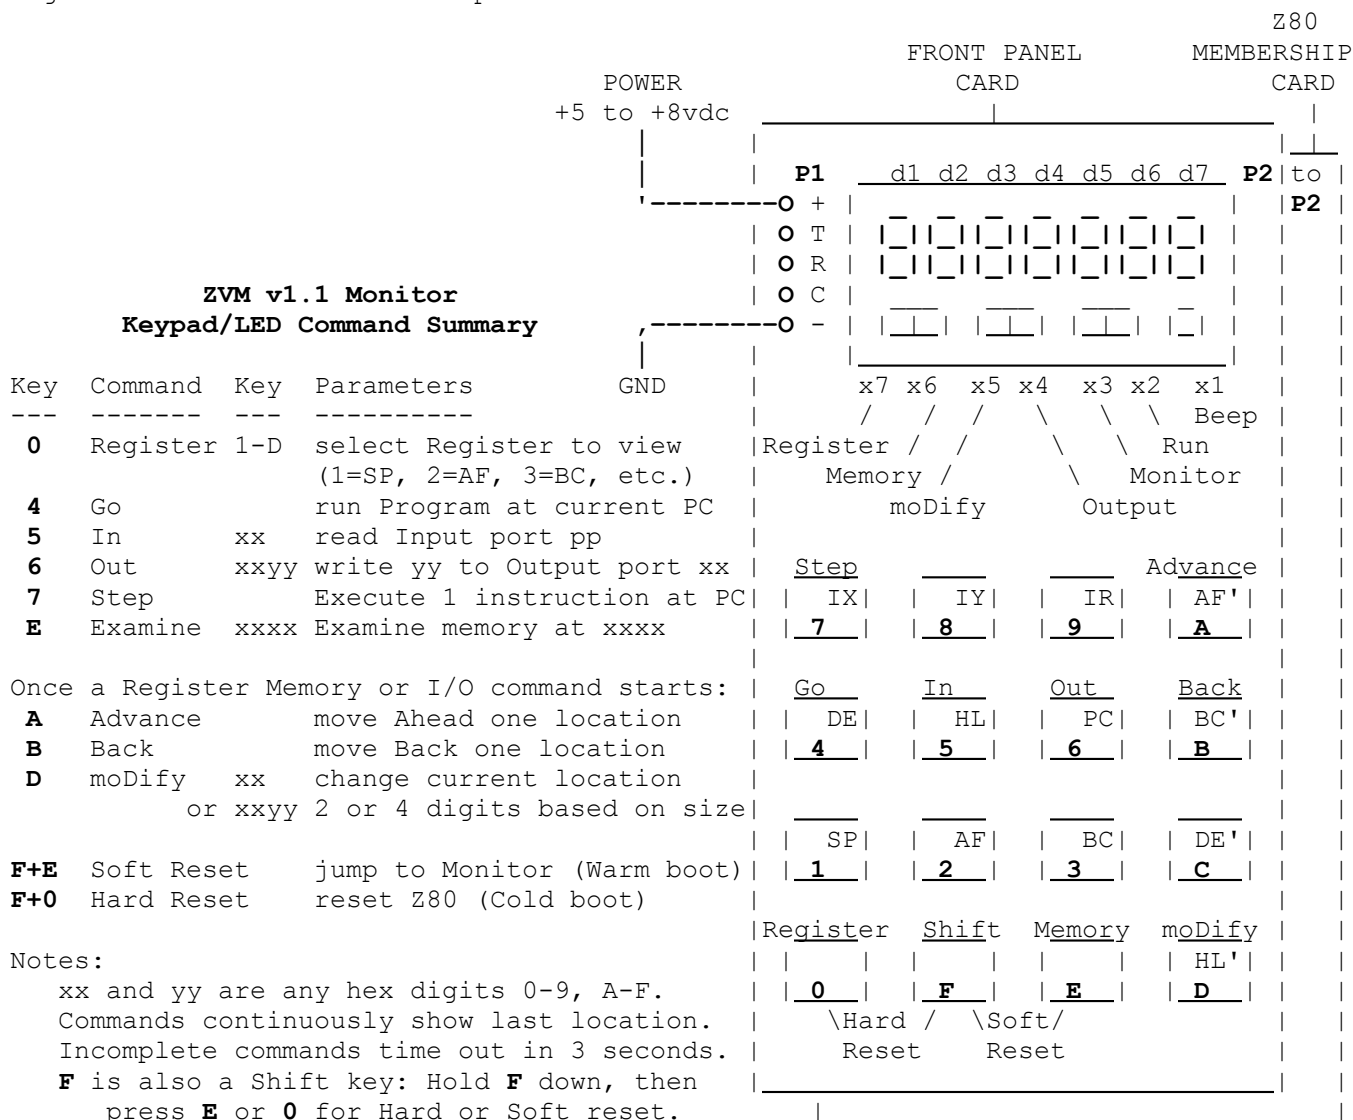 Z80
FRONT PANEL MEMBERSHIP
POWER CARD CARD
+5 to +8vdc
P1 d1 d2 d3 d4 d5 d6 d7 P2 to
O + P2
O T
O R
ZVM v1.1 Monitor O C
Keypad/LED Command Summary O -
Key Command Key Parameters GND x7 x6 x5 x4 x3 x2 x1
--- ------- --- ---------- / / / \ \ \ Beep
0 Register 1-D select Register to view Register / / \ \ Run
(1=SP, 2=AF, 3=BC, etc.) Memory / \ Monitor
4 Go run Program at current PC moDify Output
5 In xx read Input port pp
6 Out xxyy write yy to Output port xx Step Advance
7 Step Execute 1 instruction at PC IX IY IR AF'
E Examine xxxx Examine memory at xxxx 7 8 9 A
Once a Register Memory or I/O command starts: Go In Out Back
A Advance move Ahead one location DE HL PC BC'
B Back move Back one location 4 5 6 B
D moDify xx change current location
or xxyy 2 or 4 digits based on size
SP AF BC DE'
F+E Soft Reset jump to Monitor (Warm boot) 1 2 3 C
F+0 Hard Reset reset Z80 (Cold boot)
Register Shift Memory moDify
Notes: HL'
xx and yy are any hex digits 0-9, A-F. 0 F E D
Commands continuously show last location. \Hard / \Soft/
Incomplete commands time out in 3 seconds. Reset Reset
F is also a Shift key: Hold F down, then
press E or 0 for Hard or Soft reset.